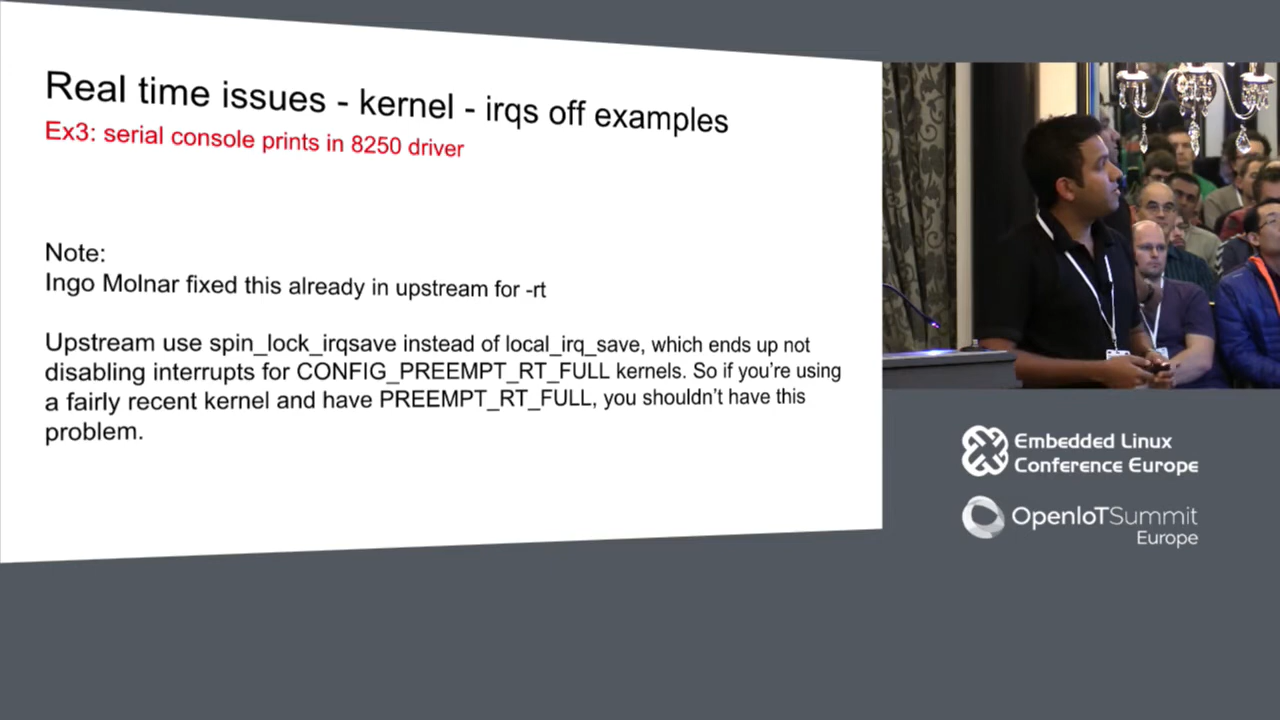 Real time issues - kernel - irqs off examples
Ex3: serial console prints in 8250 driver
Note:
Ingo Molnar fixed this already in upstream for -rt
Upstream use spin_lock_irqsave instead of local_irq_save, which ends up not
disabling interrupts for CONFIG_PREEMPT_RT_FULL kernels. So if you're using
a fairly recent kernel and have PREEMPT_RT_FULL, you shouldn't have this
problem.
Embedded Linux
Conference Europe
OpenIoTSummit
Europe